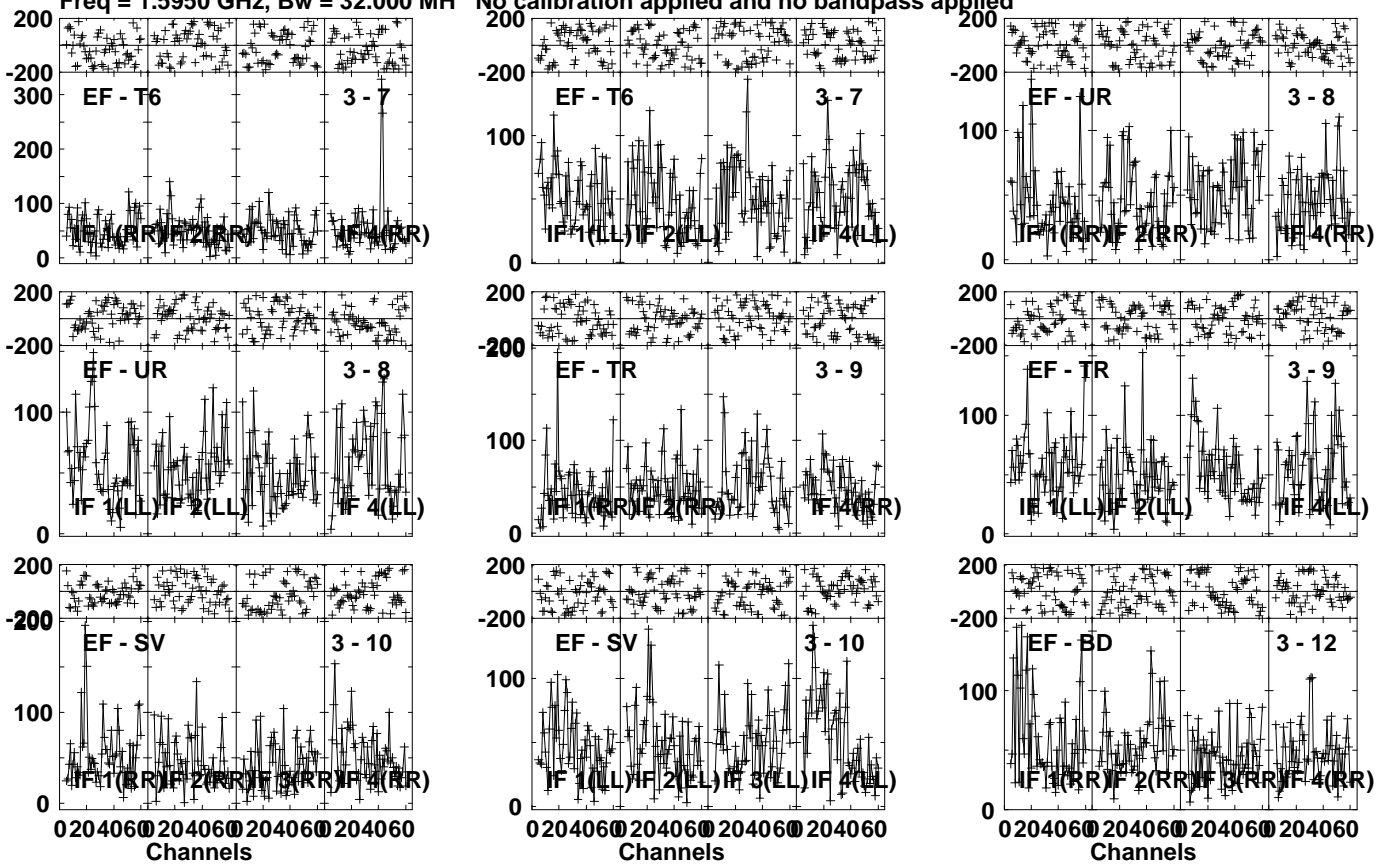 Freq = 1.5950 GHz, Bw = 32.000 MH No calibration applied and no bandpass applied
200
-200
300
200
100
0
EF - T6
3 - 7
IF 1(RR)
IF 2(RR)
IF 4(RR)
200
-200
100
0
EF - T6
3 - 7
IF 1(LL)
IF 2(LL)
IF 4(LL)
200
-200
100
0
EF - UR
3 - 8
IF 1(RR)
IF 2(RR)
IF 4(RR)
200
-200
100
0
EF - UR
3 - 8
IF 1(LL)
IF 2(LL)
IF 4(LL)
200
-200
200
100
0
EF - TR
3 - 9
IF 1(RR)
IF 2(RR)
IF 4(RR)
200
-200
100
0
EF - TR
3 - 9
IF 1(LL)
IF 2(LL)
IF 4(LL)
200
-200
200
100
0
EF - SV
3 - 10
IF 1(RR)
IF 2(RR)
IF 3(RR)
IF 4(RR)
0 20 40 60 0 20 40 60 0 20 40 60 0 20 40 60
Channels
200
-200
100
0
EF - SV
3 - 10
IF 1(LL)
IF 2(LL)
IF 3(LL)
IF 4(LL)
0 20 40 60 0 20 40 60 0 20 40 60 0 20 40 60
Channels
200
-200
100
0
EF - BD
3 - 12
IF 1(RR)
IF 2(RR)
IF 3(RR)
IF 4(RR)
0 20 40 60 0 20 40 60 0 20 40 60 0 20 40 60
Channels